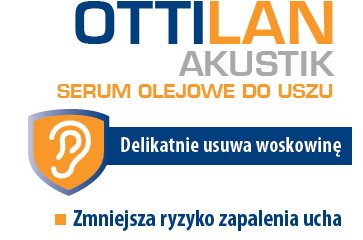 OTTILAN
AKUSTIK
SERUM OLEJOWE DO USZU
Delikatnie usuwa woskowinę
Zmniejsza ryzyko zapalenia ucha